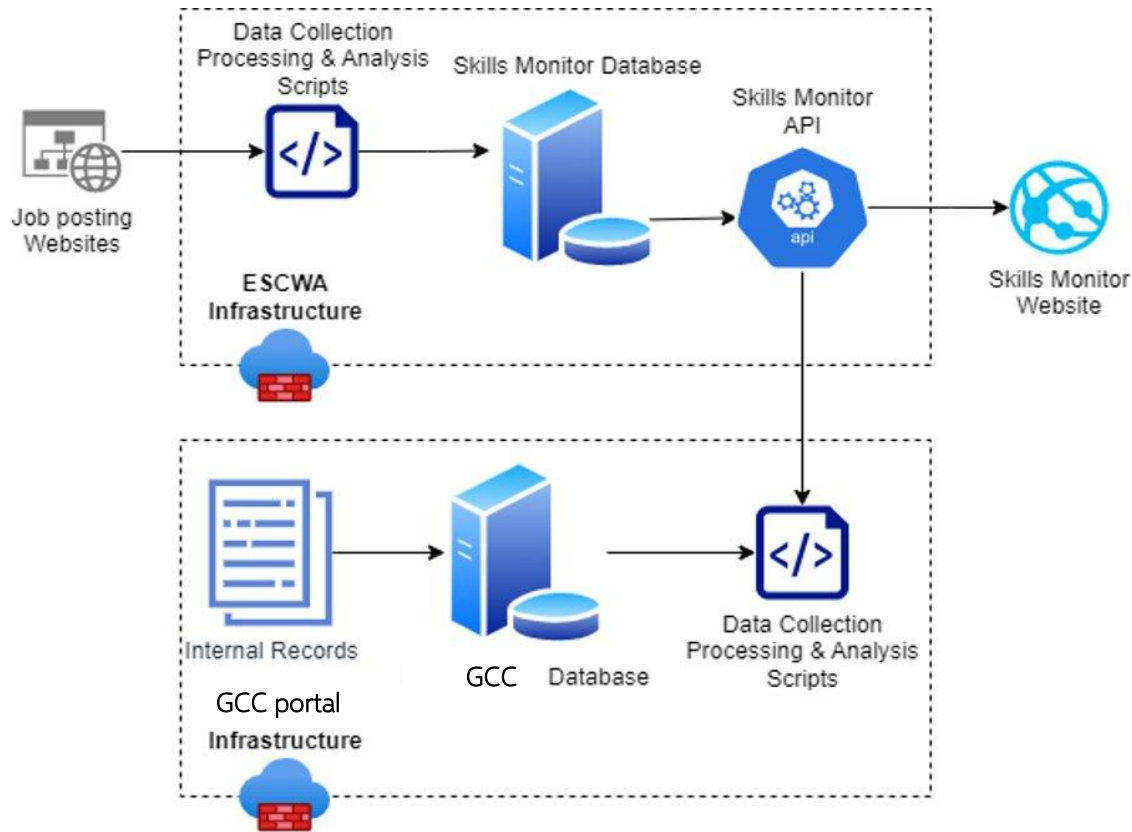 Data Collection
Processing & Analysis
Scripts
Skills Monitor Database
Skills Monitor
API
</>
api
Job posting
Websites
Skills Monitor
Website
ESCWA
Infrastructure
</>
Internal Records
GCC Database
Data Collection
Processing & Analysis
Scripts
GCC portal
Infrastructure